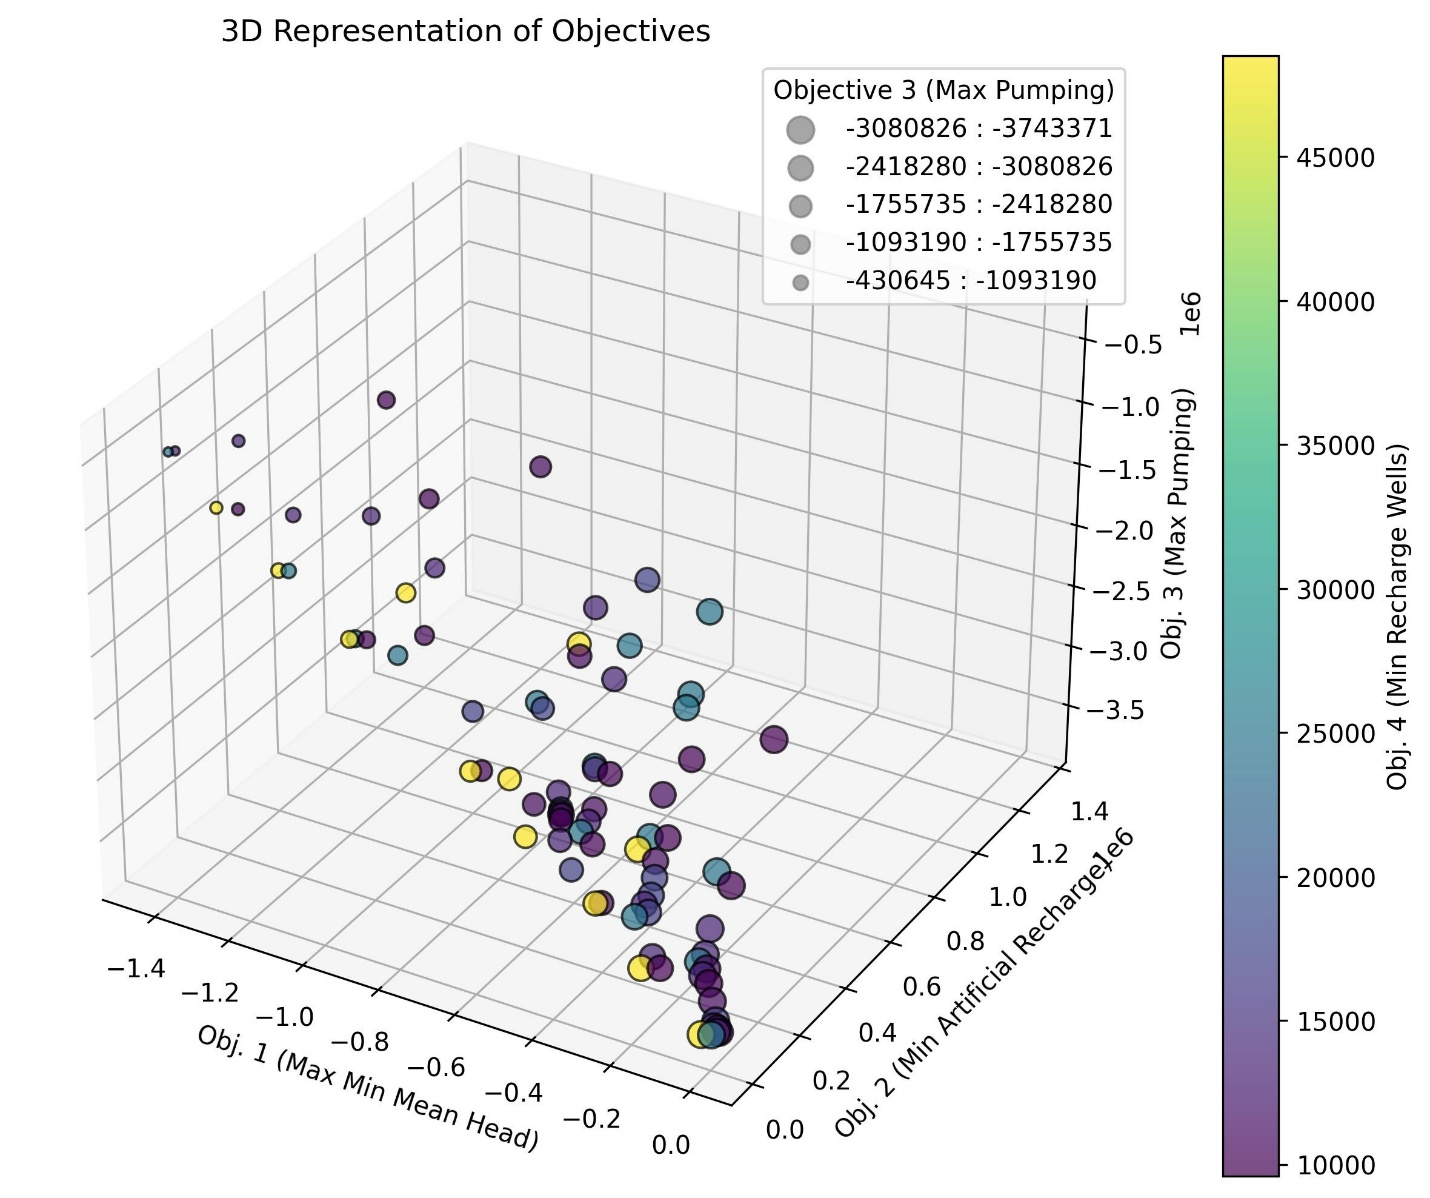 3D Representation of Objectives
Objective 3 (Max Pumping)
-3080826 : -3743371
-2418280 : -3080826
-1755735 : -2418280
-1093190 : -1755735
-430645 : -1093190
1e6
−0.5
−1.0
−1.5
−2.0
−2.5
−3.0
−3.5
Obj. 3 (Max Pumping)
45000
40000
35000
30000
25000
20000
15000
10000
Obj. 4 (Min Recharge Wells)
−1.4
−1.2
−1.0
−0.8
−0.6
−0.4
−0.2
0.0
Obj. 1 (Max Min Mean Head)
1.4
1.2
1.0
0.8
0.6
0.4
0.2
0.0
1e6
Obj. 2 (Min Artificial Recharge)